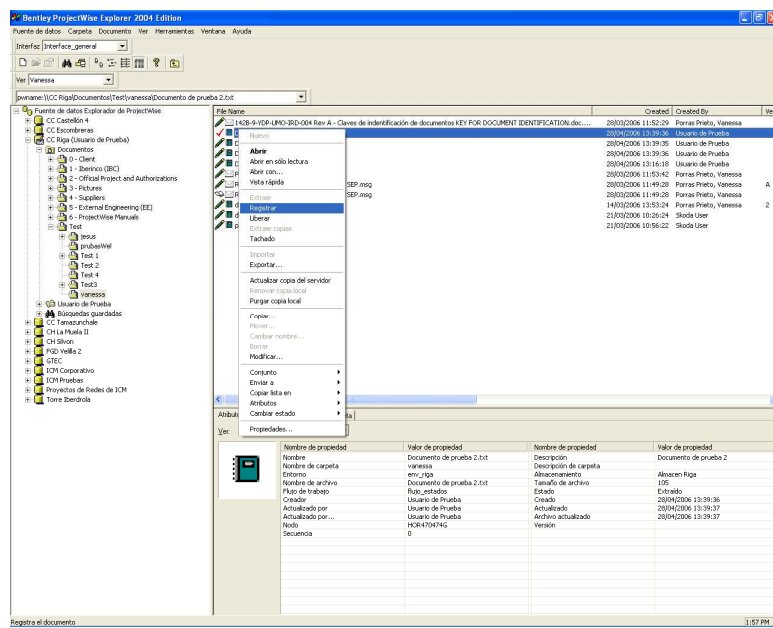 Bentley ProjectWise Explorer 2004 Edition
Fuente de datos Carpeta Documento Ver Herramientas Ventana Ayuda
Interfaz Interface_general
Ver Vanessa
pwname:\\CC Riga\Documentos\Test\vanessa\Documento de prueba 2.txt
Fuente de datos Explorador de ProjectWise
CC Castellón 4
CC Escombreras
CC Riga (Usuario de Prueba)
Documentos
0 - Client
1 - Iberinco (IBC)
2 - Official Project and Authorizations
3 - Pictures
4 - Suppliers
5 - External Engineering (EE)
6 - ProjectWise Manuals
Test
jesus
prubasWel
Test 1
Test 2
Test 4
Test3
vanessa
Usuario de Prueba
Búsquedas guardadas
CC Tamazunchale
CH La Muela II
CH Silvon
FGD Velilla 2
GTEC
ICM Corporativo
ICM Pruebas
Proyectos de Redes de ICM
Torre Iberdrola
File Name Created Created By Ve
142B-9-YDP-UMO-IRD-004 Rev A - Claves de indentificación de documentos KEY FOR DOCUMENT IDENTIFICATION.doc.... 28/03/2006 11:52:29 Porras Prieto, Vanessa
28/04/2006 13:39:36 Usuario de Prueba
D 28/04/2006 13:39:35 Usuario de Prueba
D 28/04/2006 13:39:36 Usuario de Prueba
D 28/04/2006 13:16:18 Usuario de Prueba
P 28/03/2006 11:53:42 Porras Prieto, Vanessa
R SEP.msg 28/03/2006 11:49:28 Porras Prieto, Vanessa A
R SEP.msg 28/03/2006 11:49:28 Porras Prieto, Vanessa
d 14/03/2006 13:53:24 Porras Prieto, Vanessa 2
d 21/03/2006 10:26:24 Skoda User
p 21/03/2006 10:56:22 Skoda User
Nuevo
Abrir
Abrir en sólo lectura
Abrir con...
Vista rápida
Extraer
Registrar
Liberar
Extraer copias
Tachado
Importar
Exportar...
Actualizar copia del servidor
Renovar copia local
Purgar copia local
Copiar...
Mover...
Cambiar nombre...
Borrar
Modificar...
Conjunto
Enviar a
Copiar lista en
Atributos
Cambiar estado
Propiedades...
Atribut
Ver.
Nombre de propiedad Valor de propiedad Nombre de propiedad Valor de propiedad
Nombre Documento de prueba 2.txt Descripción Documento de prueba 2
Nombre de carpeta vanessa Descripción de carpeta
Entorno env_riga Almacenamiento Almacen Riga
Nombre de archivo Documento de prueba 2.txt Tamaño de archivo 105
Flujo de trabajo flujo_estados Estado Extraído
Creador Usuario de Prueba Creado 28/04/2006 13:39:36
Actualizado por Usuario de Prueba Actualizado 28/04/2006 13:39:37
Actualizado por... Usuario de Prueba Archivo actualizado 28/04/2006 13:39:37
Nodo HOR470474G Versión
Secuencia 0
Registra el documento 1:57 PM